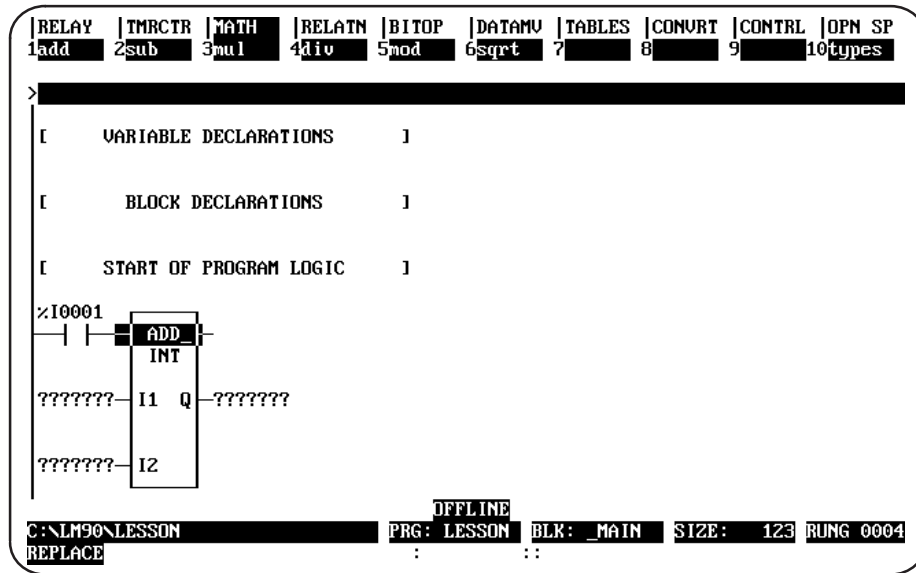 |RELAY |TMRCTR |MATH |RELATN |BITOP |DATAMV |TABLES |CONVRT |CONTRL |OPN SP
1add 2sub 3mul 4div 5mod 6sqrt 7 8 9 10types
>
[ VARIABLE DECLARATIONS ]
[ BLOCK DECLARATIONS ]
[ START OF PROGRAM LOGIC ]
%I0001
ADD_
INT
??????? I1 Q ???????
??????? I2
OFFLINE
C:\LM90\LESSON PRG: LESSON BLK: _MAIN SIZE: 123 RUNG 0004
REPLACE : ::